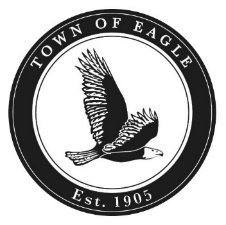 TOWN OF EAGLE
Est. 1905